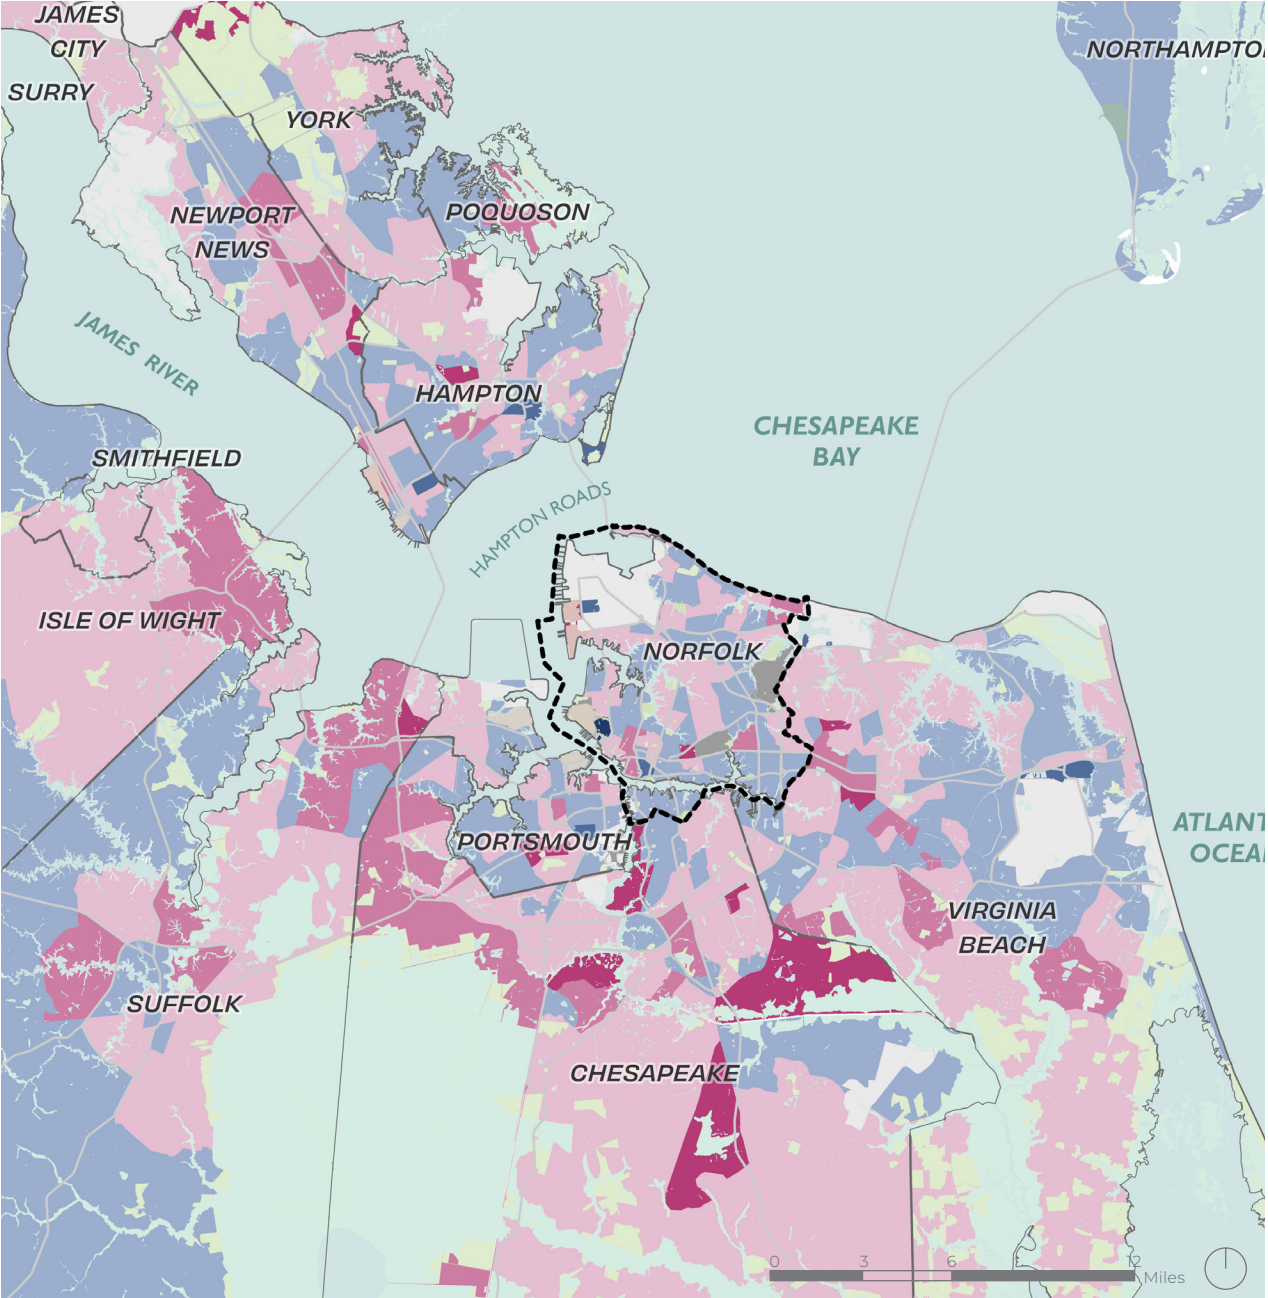 JAMES
CITY
NORTHAMPTO
SURRY
YORK
NEWPORT
NEWS
POQUOSON
JAMES RIVER
HAMPTON
CHESAPEAKE
BAY
SMITHFIELD
HAMPTON ROADS
ISLE OF WIGHT
NORFOLK
ATLANT
OCEA
PORTSMOUTH
VIRGINIA
BEACH
SUFFOLK
CHESAPEAKE
0 3 6 12
Miles